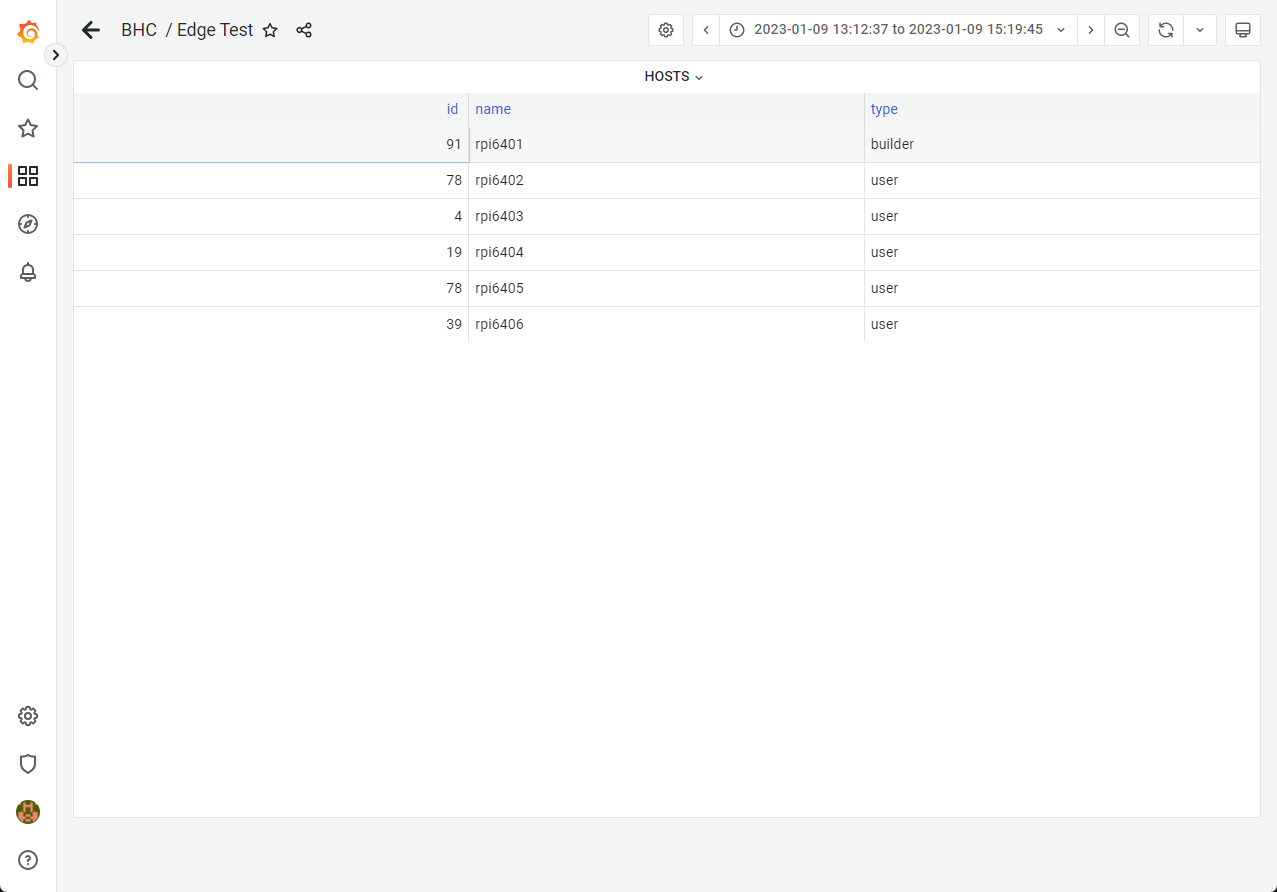 BHC / Edge Test
2023-01-09 13:12:37 to 2023-01-09 15:19:45
HOSTS
id name type
91 rpi6401 builder
78 rpi6402 user
4 rpi6403 user
19 rpi6404 user
78 rpi6405 user
39 rpi6406 user